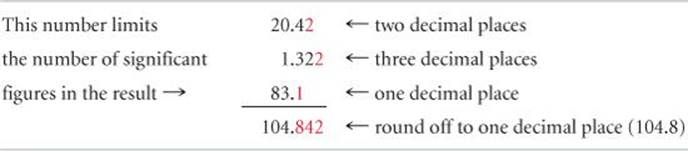 This number limits 20.42 ← two decimal places
the number of significant 1.322 ← three decimal places
figures in the result → 83.1 ← one decimal place
104.842 ← round off to one decimal place (104.8)